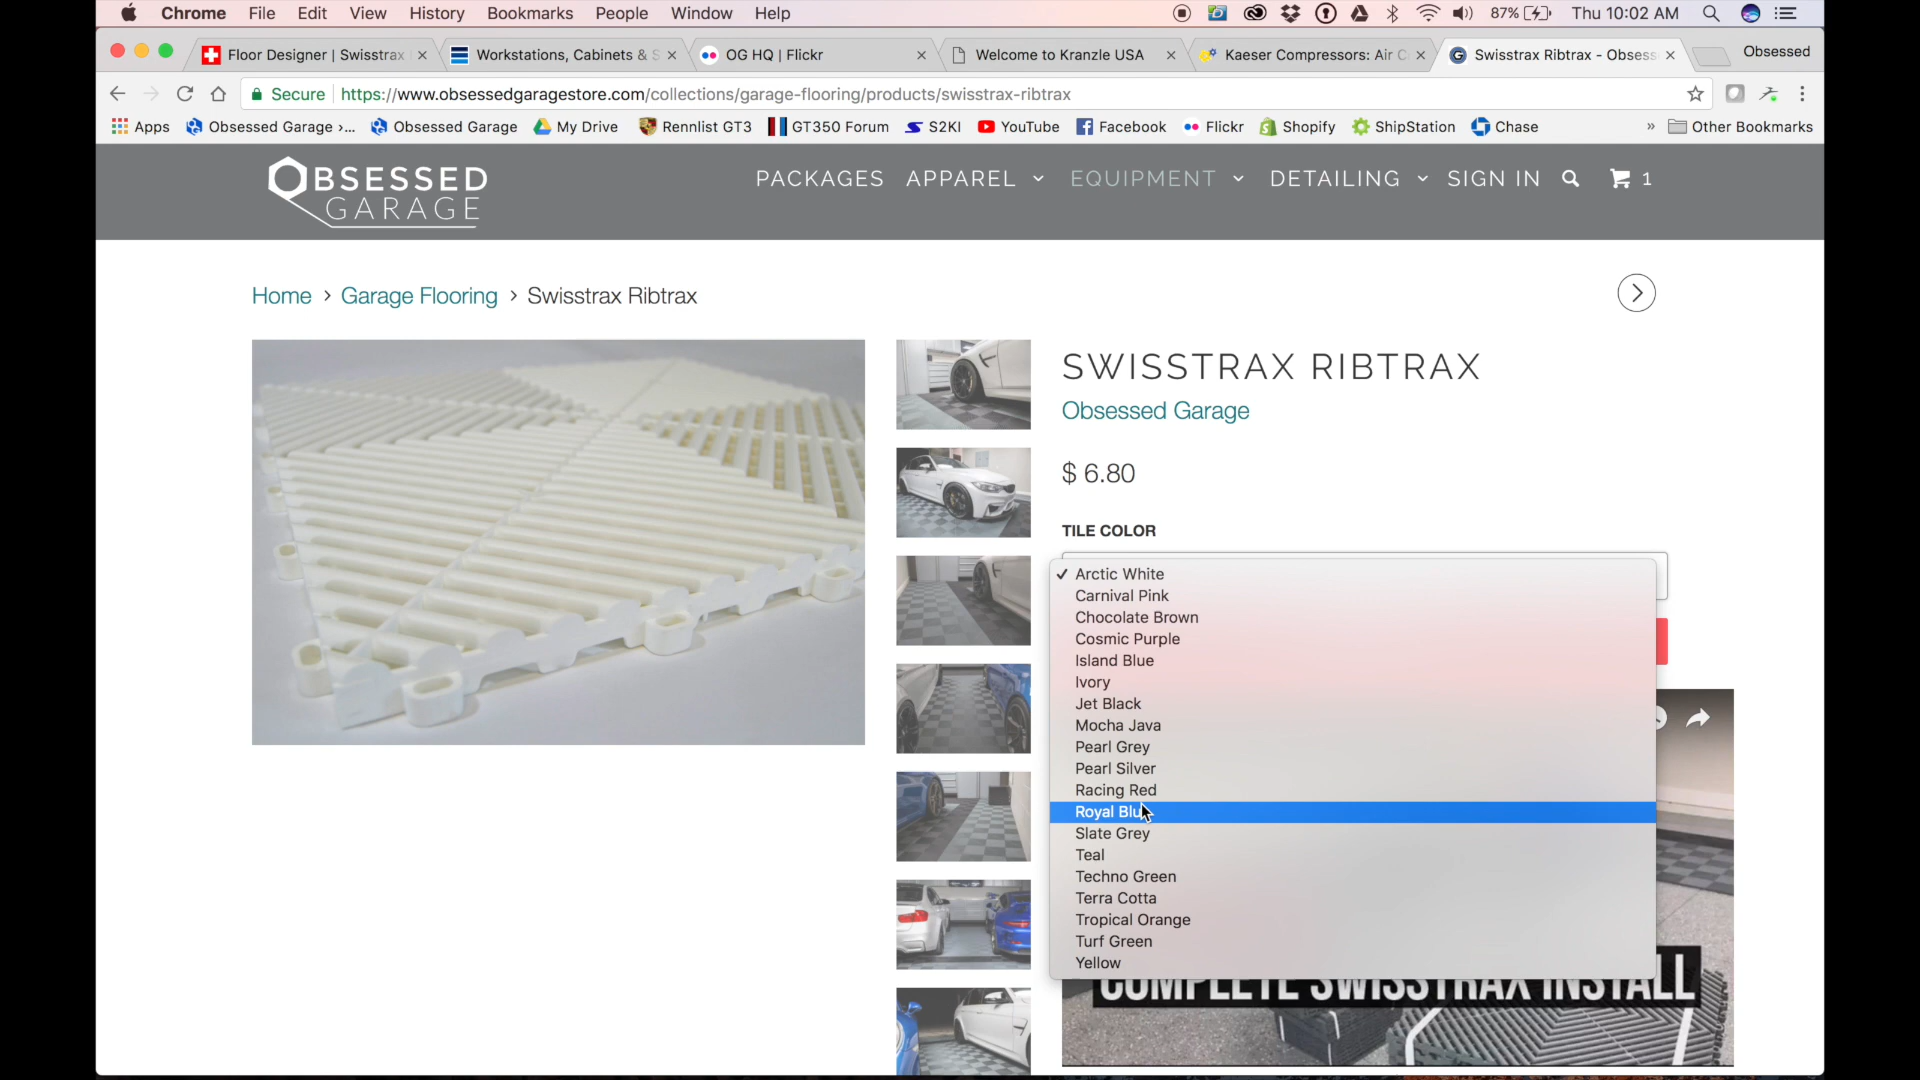 Chrome File Edit View History Bookmarks People Window Help 87% Thu 10:02 AM
Floor Designer | Swisstrax Workstations, Cabinets & S OG HQ | Flickr Welcome to Kranzle USA Kaeser Compressors: Air C Swisstrax Ribtrax - Obsess Obsessed
Secure https://www.obsessedgaragestore.com/collections/garage-flooring/products/swisstrax-ribtrax
Apps Obsessed Garage ›... Obsessed Garage My Drive Rennlist GT3 GT350 Forum S2KI YouTube Facebook Flickr Shopify ShipStation Chase » Other Bookmarks
OBSESSED
GARAGE
PACKAGES APPAREL EQUIPMENT DETAILING SIGN IN 1
Home › Garage Flooring › Swisstrax Ribtrax
SWISSTRAX RIBTRAX
Obsessed Garage
$ 6.80
TILE COLOR
✓ Arctic White
Carnival Pink
Chocolate Brown
Cosmic Purple
Island Blue
Ivory
Jet Black
Mocha Java
Pearl Grey
Pearl Silver
Racing Red
Royal Blu
Slate Grey
Teal
Techno Green
Terra Cotta
Tropical Orange
Turf Green
Yellow
COMPLETE SWISSTRAX INSTALL